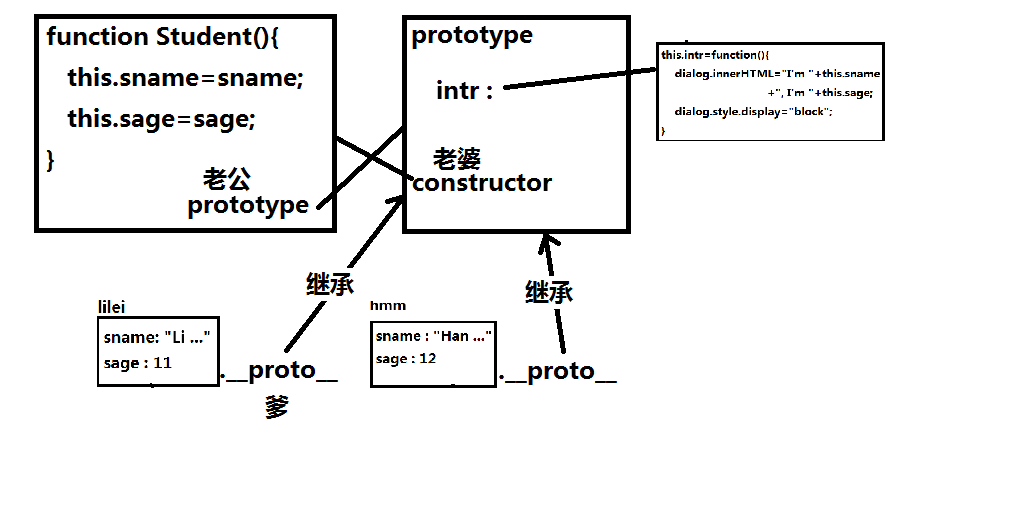 function Student(){
this.sname=sname;
this.sage=sage;
}
老公
prototype
prototype
intr :
老婆
constructor
this.intr=function(){
dialog.innerHTML="I'm "+this.sname
+", I'm "+this.sage;
dialog.style.display="block";
}
继承
继承
lilei
sname: "Li ..."
sage : 11
.__proto__
爹
hmm
sname : "Han ..."
sage : 12
.__proto__